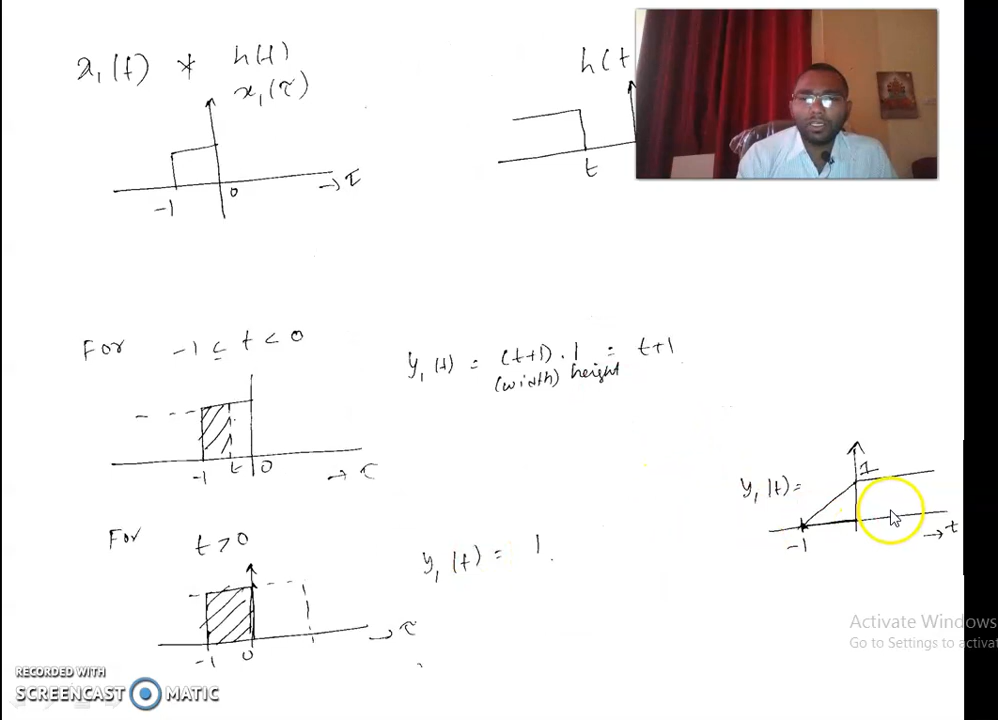 x₁(t) * h(t)
x₁(τ)
-1 0 → τ
h(t
t
For -1 ≤ t < 0
y₁(t) = (t+1) . 1 = t+1
(width) height
-1 t 0 → τ
y₁(t) =
1
-1 → t
For t > 0
y₁(t) = 1.
-1 0 → τ
Activate Windows
Go to Settings to activa
RECORDED WITH
SCREENCAST MATIC